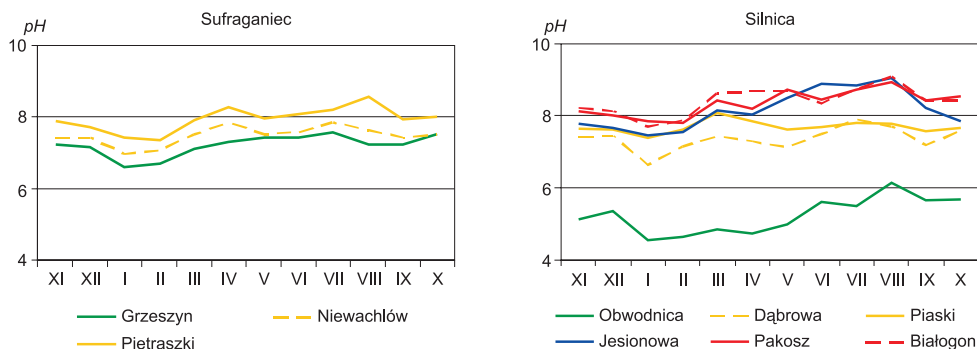 Sufraganiec
pH
10
8
6
4
XI XII I II III IV V VI VII VIII IX X
Grzeszyn Niewachlów
Pietraszki
Silnica
pH
10
8
6
4
XI XII I II III IV V VI VII VIII IX X
Obwodnica Dąbrowa Piaski
Jesionowa Pakosz Białogon